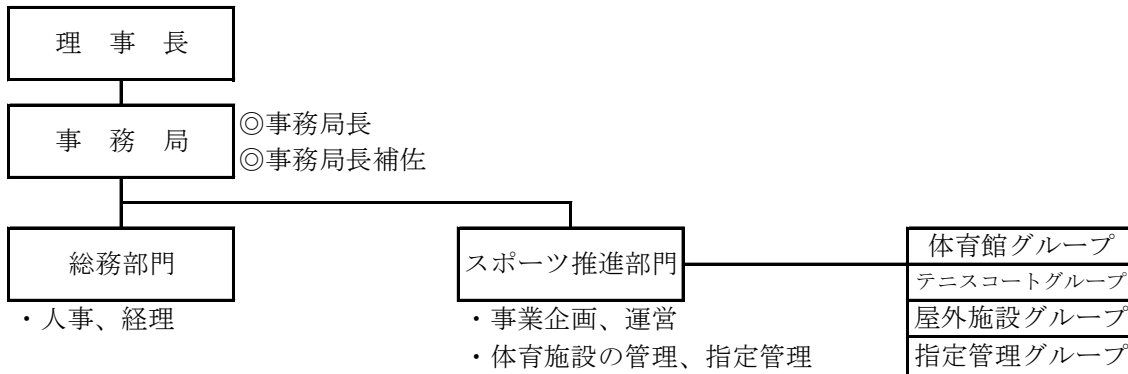 理　事　長
事　務　局
◎事務局長
◎事務局長補佐
総務部門
・人事、経理
スポーツ推進部門
・事業企画、運営
・体育施設の管理、指定管理
体育館グループ
テニスコートグループ
屋外施設グループ
指定管理グループ